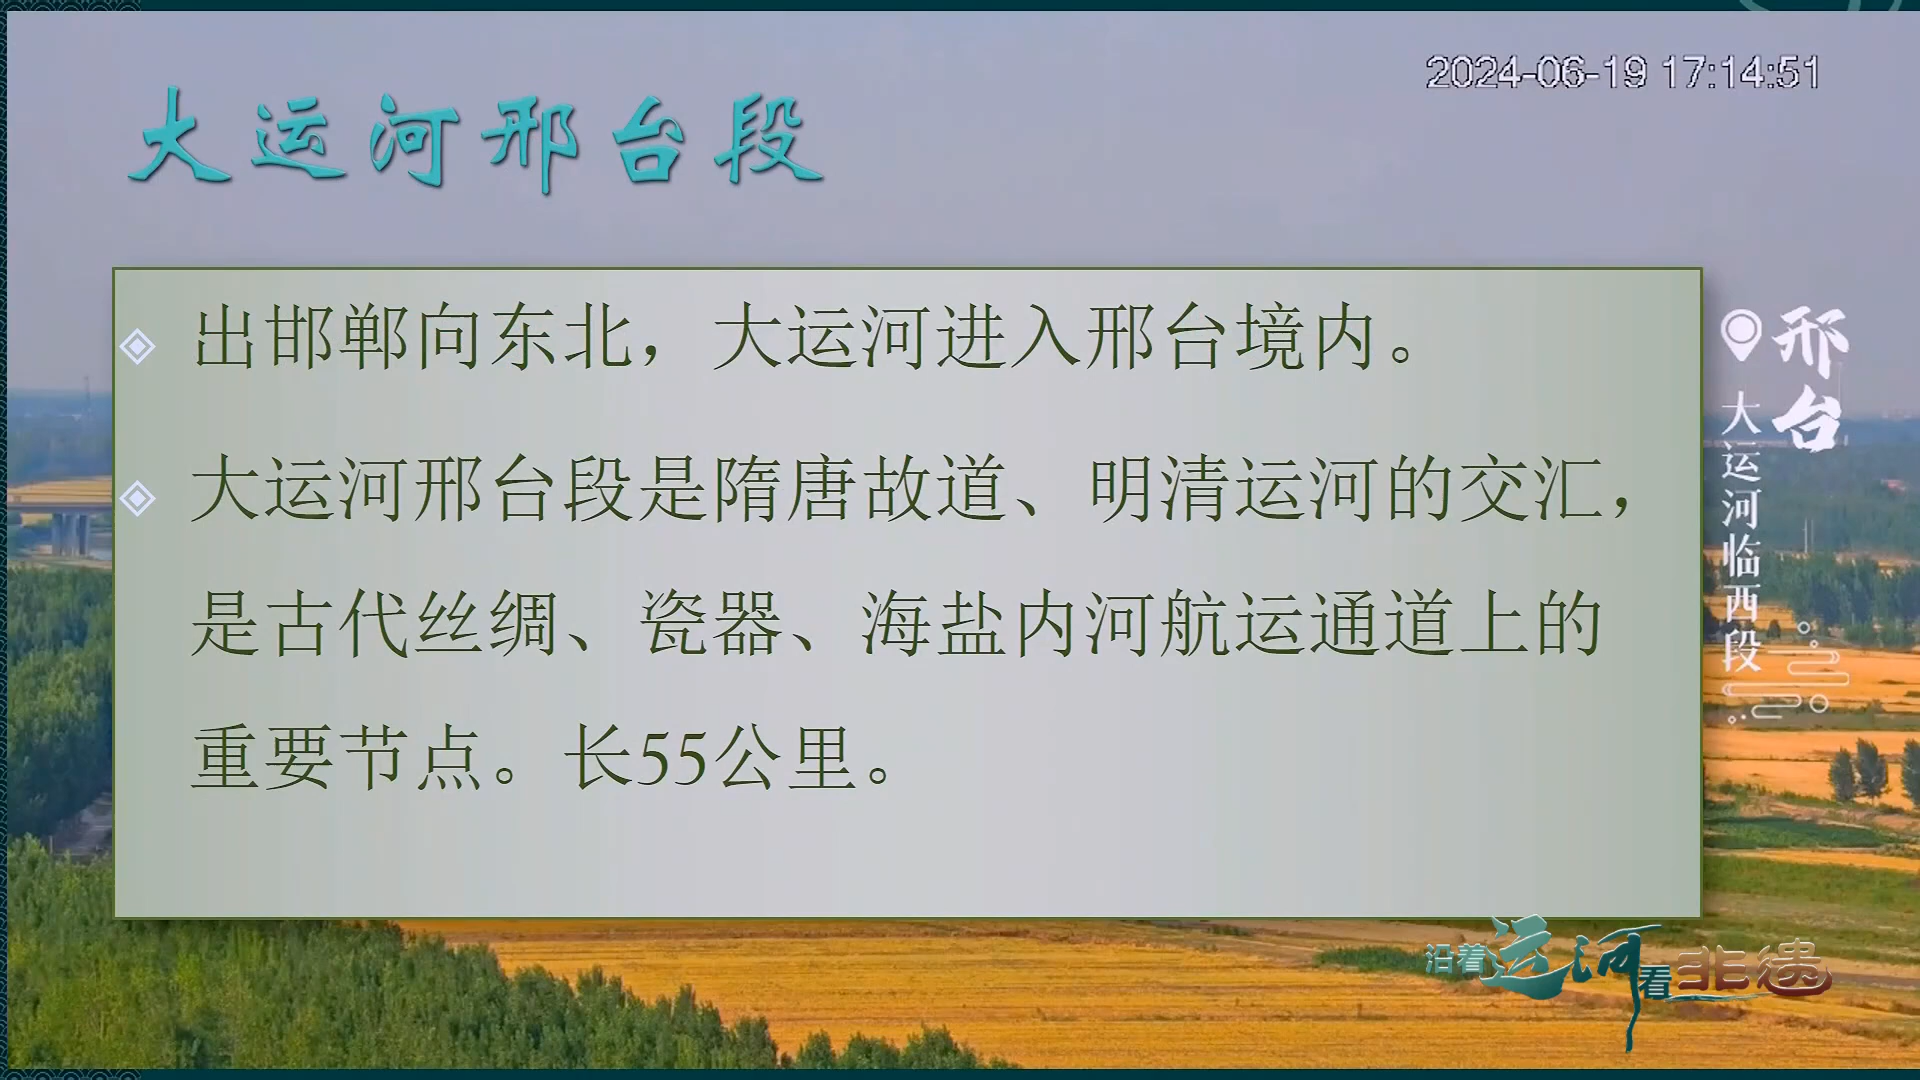 2024-06-19 17:14:51
大运河邢台段
出邯郸向东北，大运河进入邢台境内。
大运河邢台段是隋唐故道、明清运河的交汇，
是古代丝绸、瓷器、海盐内河航运通道上的
重要节点。长55公里。
邢台
大运河临西段
沿着运河看非遗